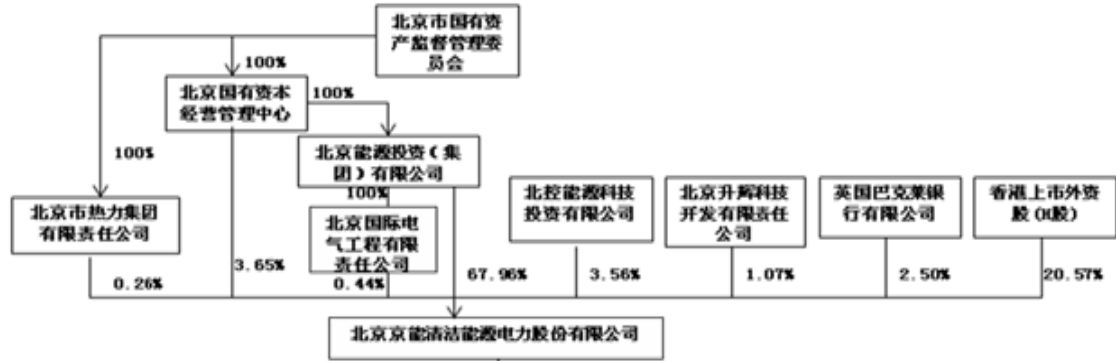 北京市国有资
产监督管理委
员会
100%
北京国有资本
经营管理中心
100%
100%
北京能源投资（集
团）有限公司
100%
北京市热力集团
有限责任公司
北京国际电
气工程有限
责任公司
北控能源科技
投资有限公司
北京升辉科技
开发有限责任
公司
英国巴克莱银
行有限公司
香港上市外资
股(H股)
0.26%
3.65%
0.44%
67.96%
3.56%
1.07%
2.50%
20.57%
北京京能清洁能源电力股份有限公司